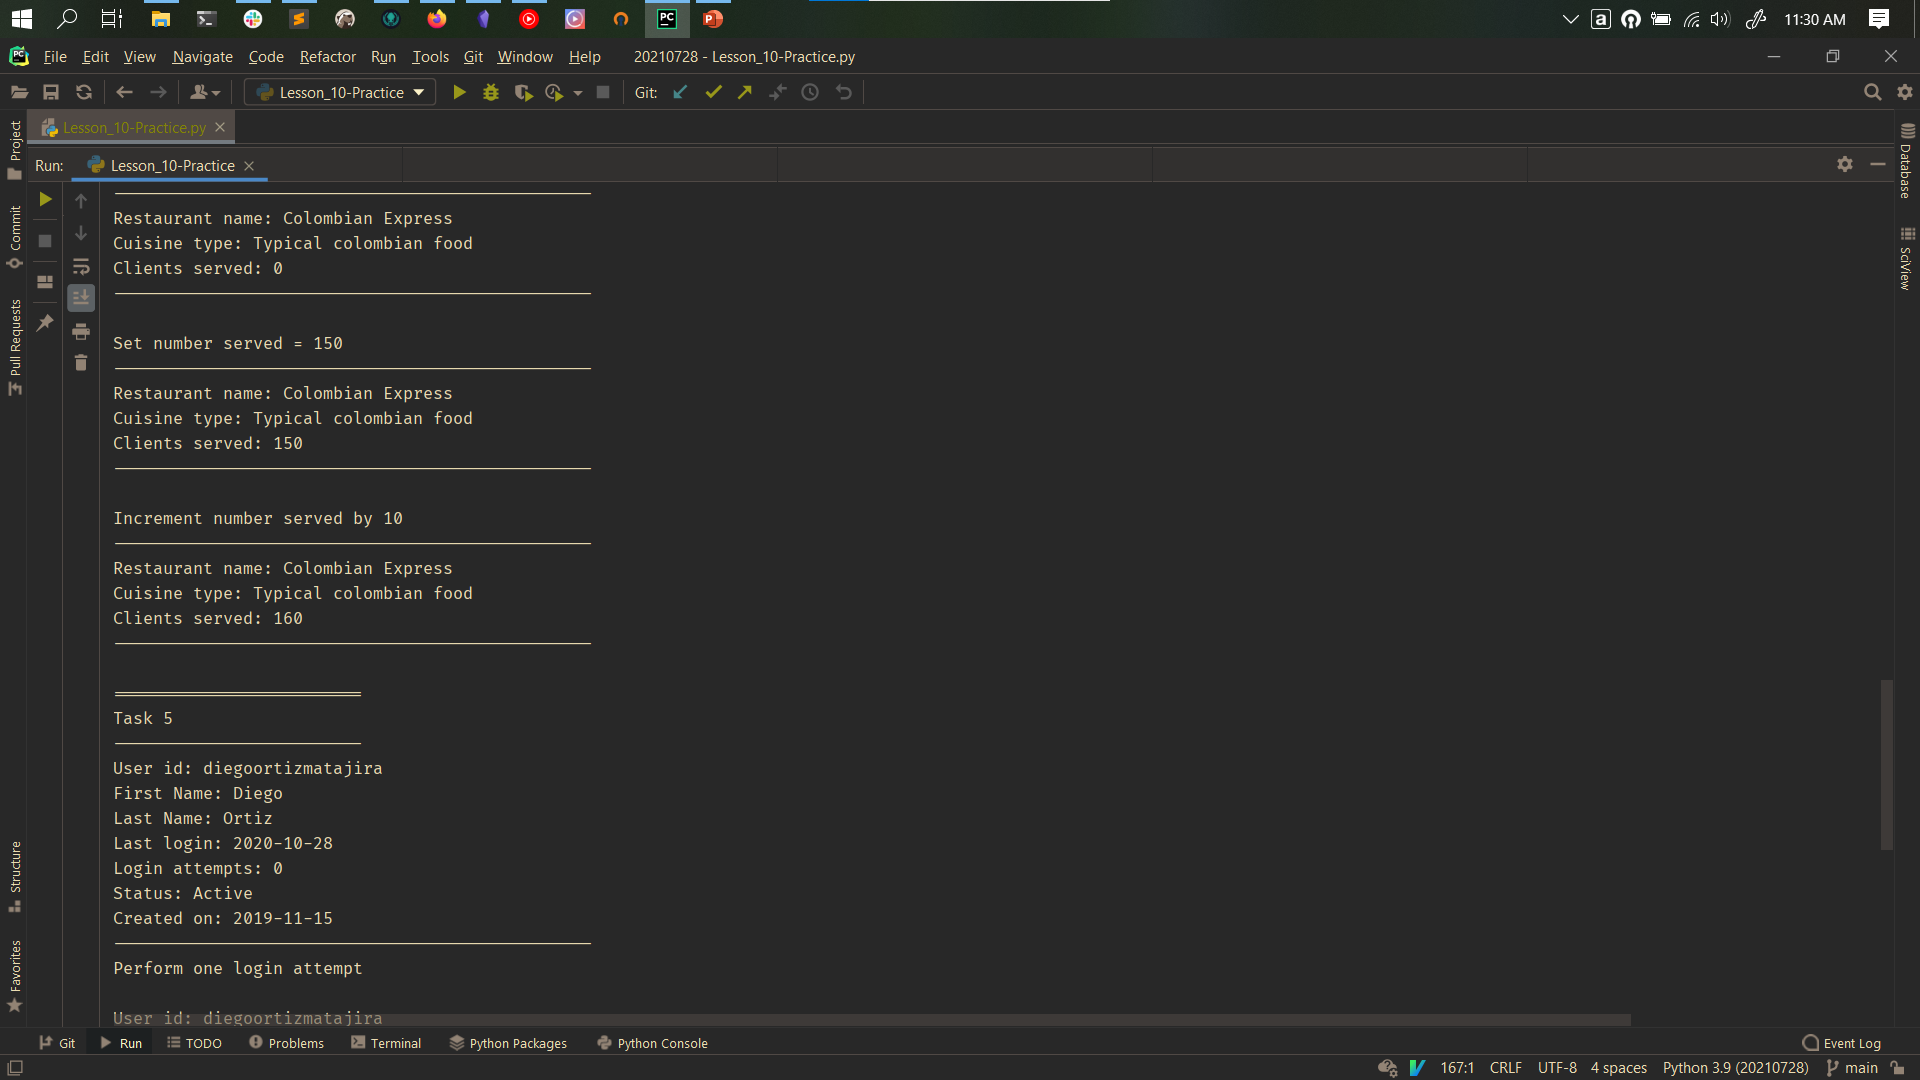 11:30 AM
File Edit View Navigate Code Refactor Run Tools Git Window Help 20210728 - Lesson_10-Practice.py
Lesson_10-Practice Git:
Lesson_10-Practice.py
Run: Lesson_10-Practice
Restaurant name: Colombian Express
Cuisine type: Typical colombian food
Clients served: 0
Set number served = 150
Restaurant name: Colombian Express
Cuisine type: Typical colombian food
Clients served: 150
Increment number served by 10
Restaurant name: Colombian Express
Cuisine type: Typical colombian food
Clients served: 160
Task 5
User id: diegoortizmatajira
First Name: Diego
Last Name: Ortiz
Last login: 2020-10-28
Login attempts: 0
Status: Active
Created on: 2019-11-15
Perform one login attempt
User id: diegoortizmatajira
Project
Commit
Pull Requests
Structure
Favorites
Database
SciView
Git Run TODO Problems Terminal Python Packages Python Console Event Log
167:1 CRLF UTF-8 4 spaces Python 3.9 (20210728) main